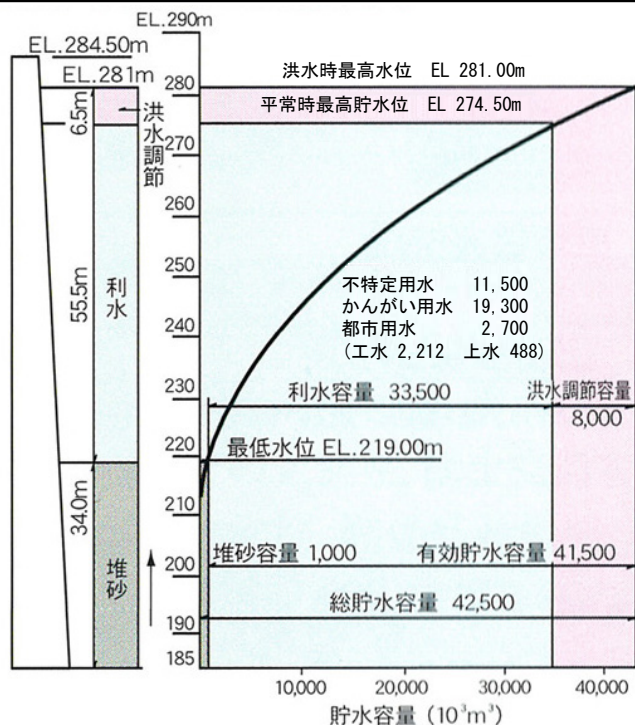 EL.290m
EL.284.50m
EL.281m
洪水時最高水位 EL 281.00m
平常時最高貯水位 EL 274.50m
6.5m
洪水調節
55.5m
利水
34.0m
堆砂
280
270
260
250
240
230
220
210
200
190
185
不特定用水 11,500
かんがい用水 19,300
都市用水 2,700
(工水 2,212 上水 488)
利水容量 33,500
洪水調節容量
8,000
最低水位 EL.219.00m
堆砂容量 1,000
有効貯水容量 41,500
総貯水容量 42,500
10,000
20,000
30,000
40,000
貯水容量 (10³m³)